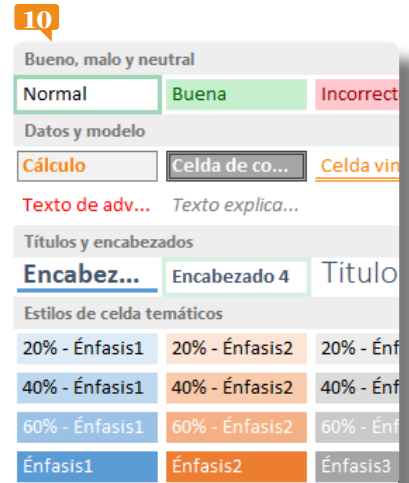 10
Bueno, malo y neutral
Normal Buena Incorrect
Datos y modelo
Cálculo Celda de co... Celda vin
Texto de adv... Texto explica...
Títulos y encabezados
Encabez... Encabezado 4 Título
Estilos de celda temáticos
20% - Énfasis1 20% - Énfasis2 20% - Énf
40% - Énfasis1 40% - Énfasis2 40% - Énf
60% - Énfasis1 60% - Énfasis2 60% - Énf
Énfasis1 Énfasis2 Énfasis3